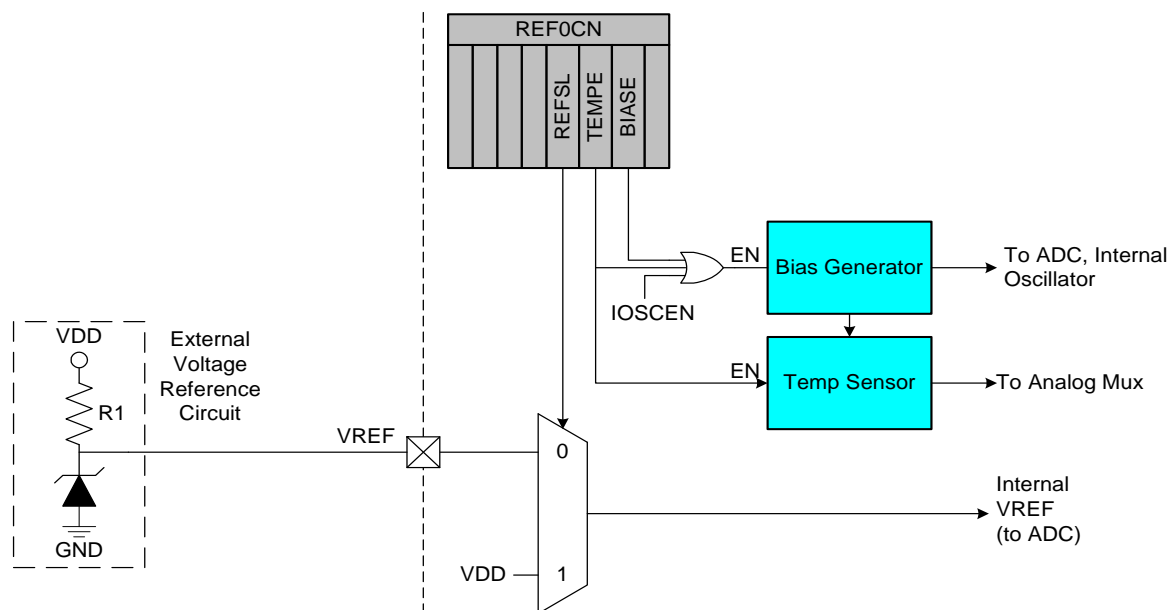 REF0CN
REFSL
TEMPE
BIASE
EN
Bias Generator
To ADC, Internal
Oscillator
IOSCEN
VDD
External
Voltage
Reference
Circuit
R1
EN
Temp Sensor
To Analog Mux
VREF
0
GND
Internal
VREF
(to ADC)
VDD
1